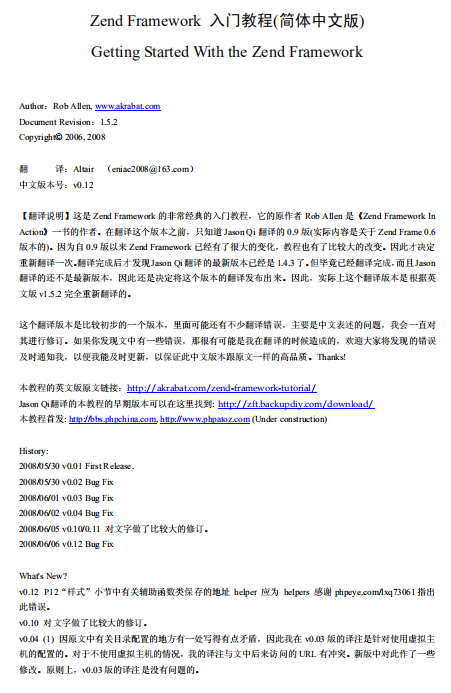 Zend Framework 入门教程(简体中文版)
Getting Started With the Zend Framework
Author：Rob Allen, www.akrabat.com
Document Revision：1.5.2
Copyright© 2006, 2008
翻 译：Altair （eniac2008@163.com）
中文版本号：v0.12
【翻译说明】这是 Zend Framework 的非常经典的入门教程，它的原作者 Rob Allen 是《Zend Framework In
Action》一书的作者。在翻译这个版本之前，只知道 Jason Qi 翻译的 0.9 版(实际内容是关于 Zend Frame 0.6
版本的)。因为自 0.9 版以来 Zend Framework 已经有了很大的变化，教程也有了比较大的改变。因此才决定
重新翻译一次。翻译完成后才发现 Jason Qi 翻译的最新版本已经是 1.4.3 了。但毕竟已经翻译完成，而且 Jason
翻译的还不是最新版本，因此还是决定将这个版本的翻译发布出来。因此，实际上这个翻译版本是根据英
文版 v1.5.2 完全重新翻译的。
这个翻译版本是比较初步的一个版本，里面可能还有不少翻译错误，主要是中文表述的问题，我会一直对
其进行修订。如果你发现文中有一些错误，那很有可能是我在翻译的时候造成的，欢迎大家将发现的错误
及时通知我，以便我能及时更新，以保证此中文版本跟原文一样的高品质。Thanks!
本教程的英文版原文链接：http://akrabat.com/zend-framework-tutorial/
Jason Qi翻译的本教程的早期版本可以在这里找到: http://zft.backupdiy.com/download/
本教程首发: http://bbs.phpchina.com, http://www.phpatoz.com (Under construction)
History:
2008/05/30 v0.01 First Release.
2008/05/30 v0.02 Bug Fix
2008/06/01 v0.03 Bug Fix
2008/06/02 v0.04 Bug Fix
2008/06/05 v0.10/0.11 对文字做了比较大的修订。
2008/06/06 v0.12 Bug Fix
What's New?
v0.12 P12 “样式” 小节中有关辅助函数类保存的地址 helper 应为 helpers 感谢 phpeye.com/lxq73061 指出
此错误。
v0.10 对文字做了比较大的修订。
v0.04 (1) 因原文中有关目录配置的地方有一处写得有点矛盾，因此我在 v0.03 版的译注是针对使用虚拟主
机的配置的。对于不使用虚拟主机的情况，我的译注与文中后来访问的 URL 有冲突。新版中对此作了一些
修改。原则上，v0.03 版的译注是没有问题的。